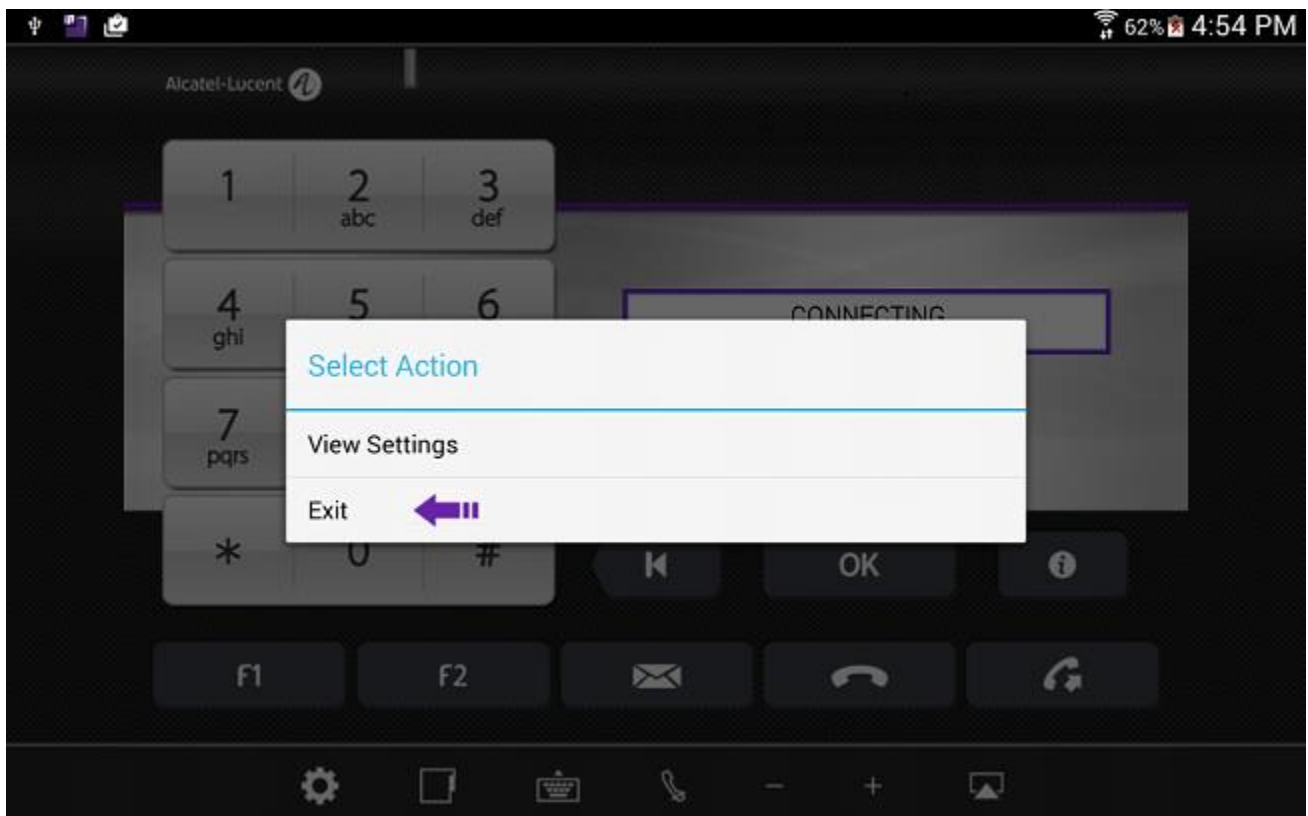 62% 4:54 PM
Alcatel-Lucent
1 2 3
abc def
4 5 6
ghi
CONNECTING
Select Action
7
pqrs
View Settings
Exit
* 0 #
OK
F1 F2